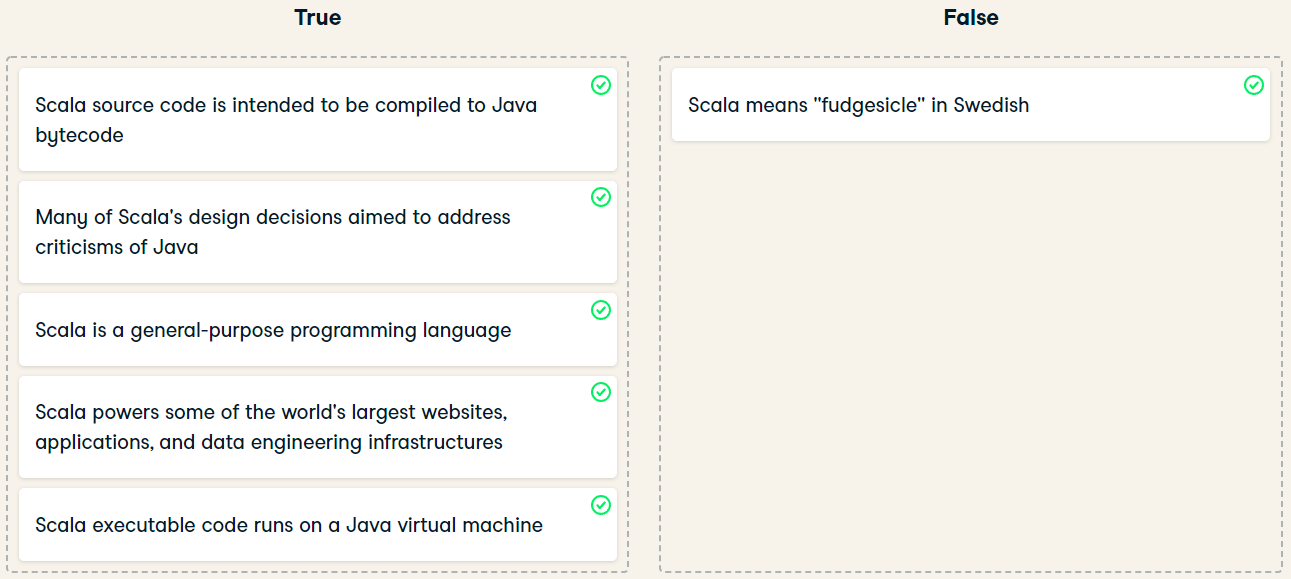 True
Scala source code is intended to be compiled to Java
bytecode
Many of Scala's design decisions aimed to address
criticisms of Java
Scala is a general-purpose programming language
Scala powers some of the world's largest websites,
applications, and data engineering infrastructures
Scala executable code runs on a Java virtual machine
False
Scala means "fudgesicle" in Swedish